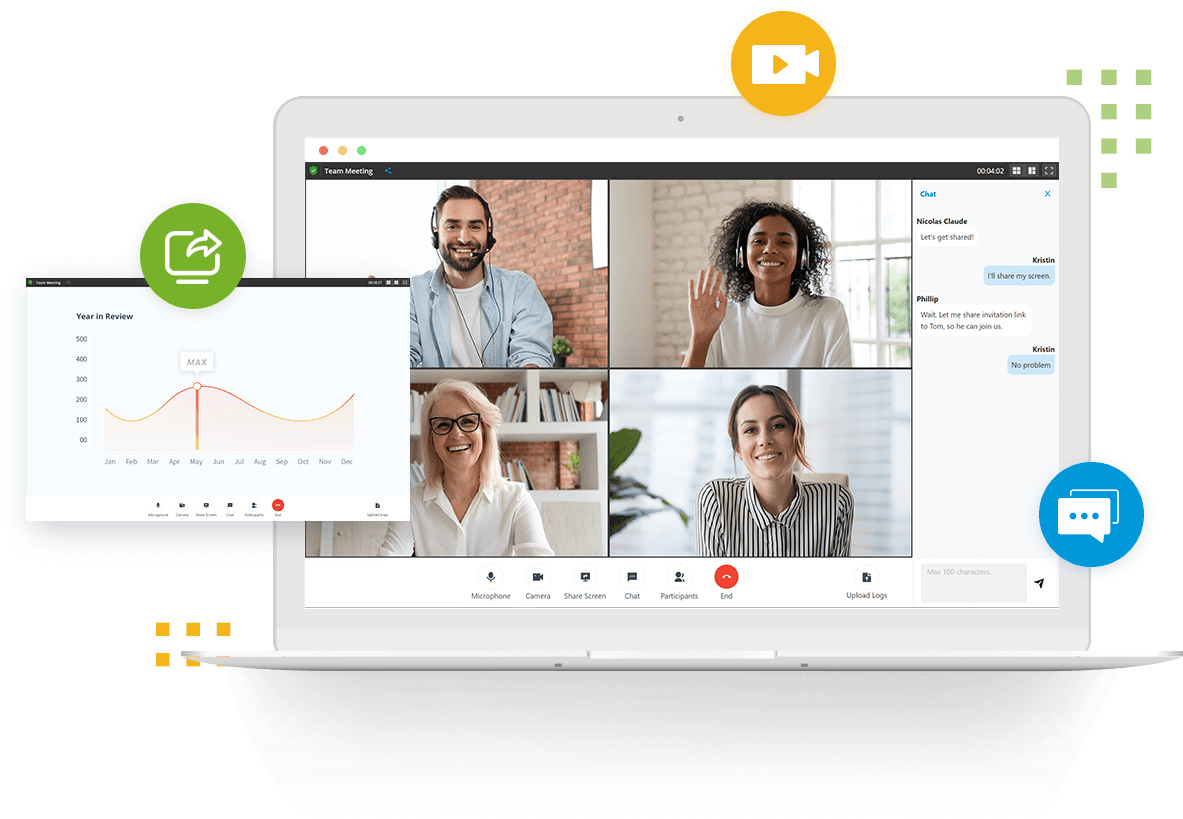 Team Meeting
00:04:02
Chat
X
Nicolas Claude
Let's get shared!
Kristin
I'll share my screen.
Phillip
Wait. Let me share invitation link
to Tom, so he can join us.
Kristin
No problem
Max 100 characters.
Microphone
Camera
Share Screen
Chat
Participants
End
Upload Logs
Team Meeting
Year in Review
500
400
300
200
100
00
MAX
Jan
Feb
Mar
Apr
May
Jun
Jul
Aug
Sep
Oct
Nov
Dec
Microphone
Camera
Share Screen
Chat
Participants
End
Upload Logs